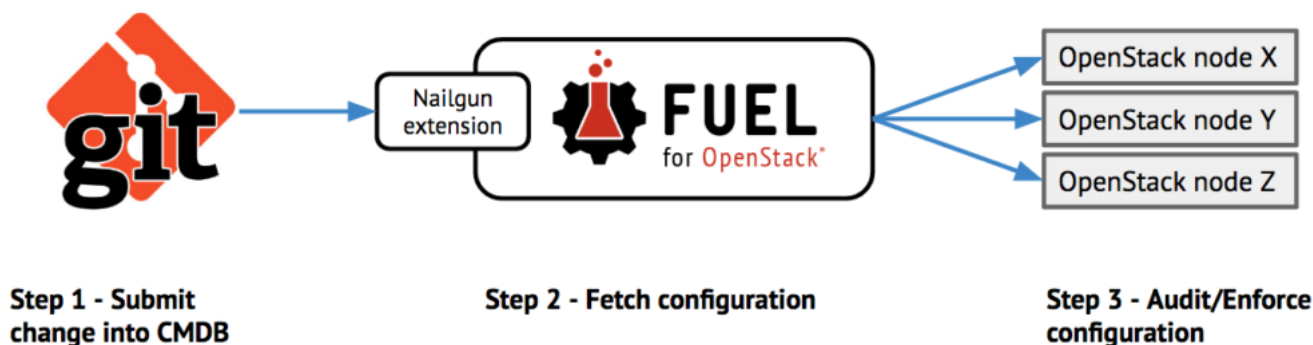 git
Nailgun
extension
FUEL
for OpenStack®
OpenStack node X
OpenStack node Y
OpenStack node Z
Step 1 - Submit
change into CMDB
Step 2 - Fetch configuration
Step 3 - Audit/Enforce
configuration